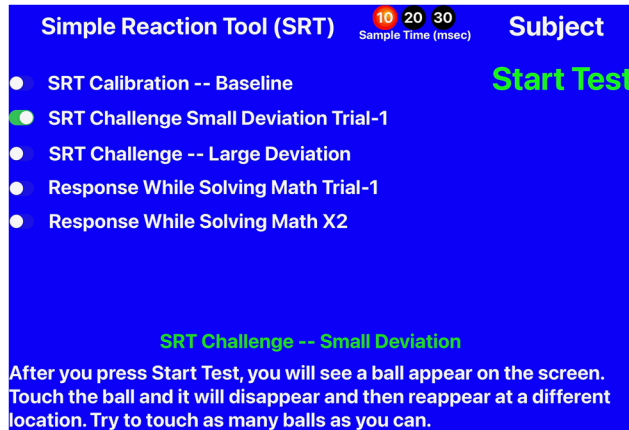 Simple Reaction Tool (SRT)
10 20 30
Sample Time (msec)
Subject
Start Test
SRT Calibration -- Baseline
SRT Challenge Small Deviation Trial-1
SRT Challenge -- Large Deviation
Response While Solving Math Trial-1
Response While Solving Math X2
SRT Challenge -- Small Deviation
After you press Start Test, you will see a ball appear on the screen.
Touch the ball and it will disappear and then reappear at a different
location. Try to touch as many balls as you can.